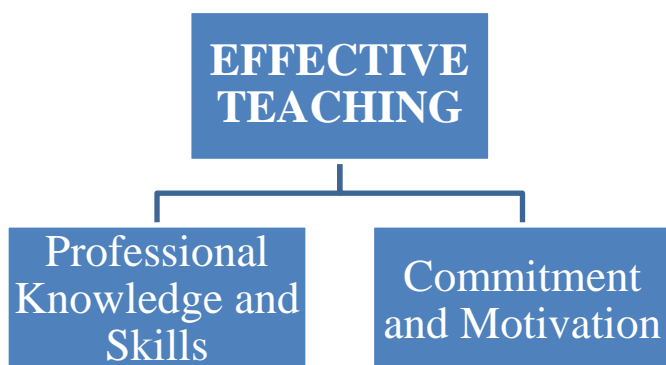 EFFECTIVE
TEACHING
Professional
Knowledge and
Skills
Commitment
and Motivation